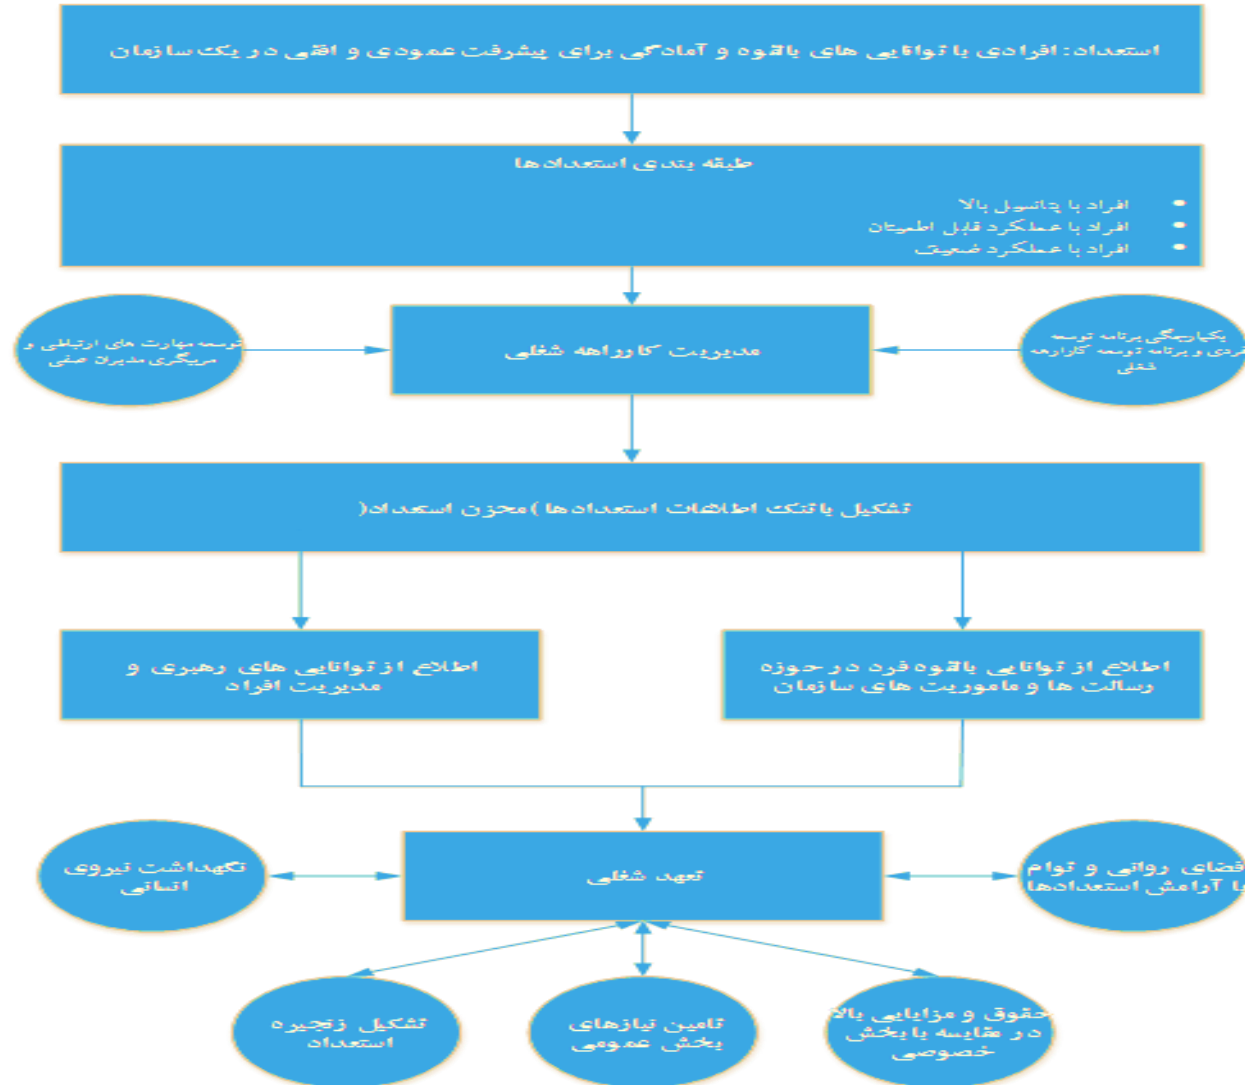 استعداد: افرادی با توانایی های بالقوه و آمادگی برای پیشرفت عمودی و افقی در یک سازمان
طبقه بندی استعدادها
• افراد با پتانسیل بالا
• افراد با عملکرد قابل اطمینان
• افراد با عملکرد ضعیف
یکپارچگی برنامه توسعه
فردی و برنامه توسعه کارراهه
شغلی
مدیریت کارراهه شغلی
توسعه مهارت های ارتباطی و
مربیگری مدیران صفی
تشکیل بانک اطلاعات استعدادها )مخزن استعداد(
اطلاع از توانایی بالقوه فرد در حوزه
رسالت ها و ماموریت های سازمان
اطلاع از توانایی های رهبری و
مدیریت افراد
فضای روانی و توام
با آرامش استعدادها
تعهد شغلی
نگهداشت نیروی
انسانی
حقوق و مزایایی بالا
در مقایسه با بخش
خصوصی
تامین نیازهای
بخش عمومی
تشکیل زنجیره
استعداد